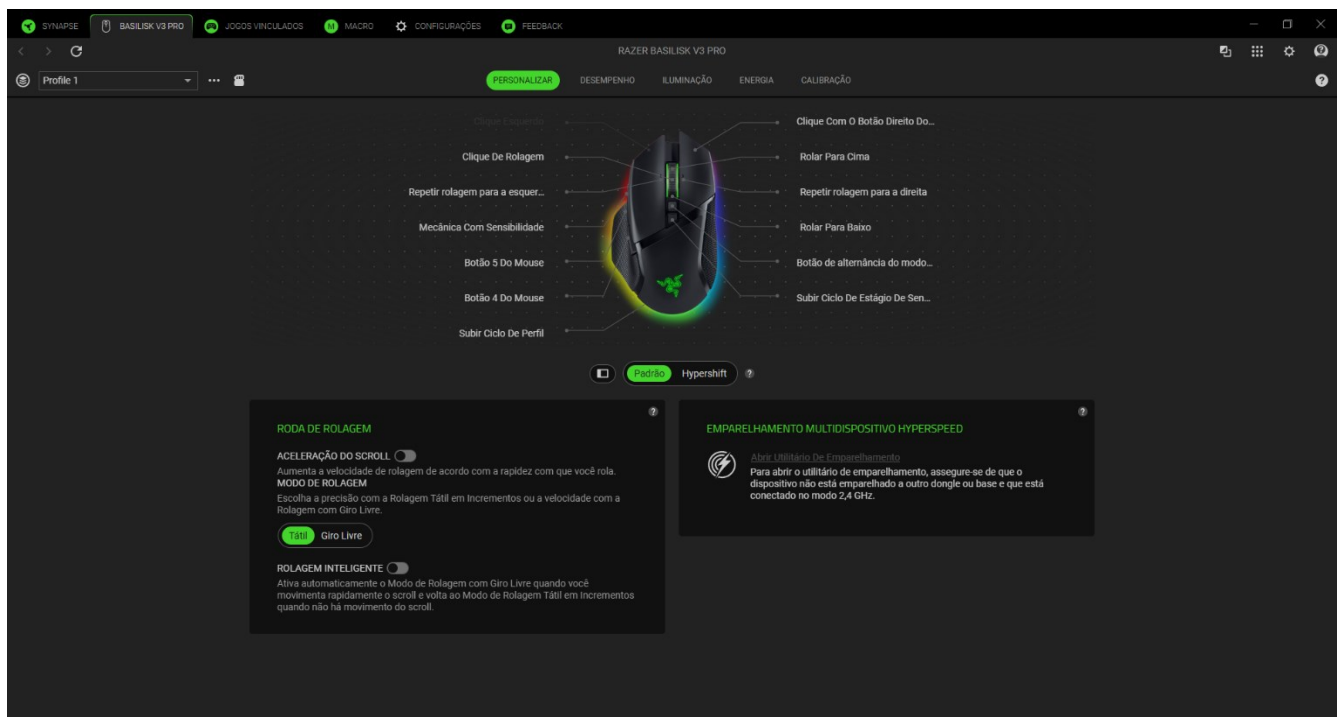 SYNAPSE BASILISK V3 PRO JOGOS VINCULADOS M MACRO CONFIGURAÇÕES FEEDBACK
RAZER BASILISK V3 PRO
Profile 1 PERSONALIZAR DESEMPENHO ILUMINAÇÃO ENERGIA CALIBRAÇÃO ?
Clique Esquerdo Clique Com O Botão Direito Do...
Clique De Rolagem Rolar Para Cima
Repetir rolagem para a esquer... Repetir rolagem para a direita
Mecânica Com Sensibilidade Rolar Para Baixo
Botão 5 Do Mouse Botão de alternância do modo...
Botão 4 Do Mouse Subir Ciclo De Estágio De Sen...
Subir Ciclo De Perfil
Padrão Hypershift ?
?
RODA DE ROLAGEM
ACELERAÇÃO DO SCROLL
Aumenta a velocidade de rolagem de acordo com a rapidez com que você rola.
MODO DE ROLAGEM
Escolha a precisão com a Rolagem Tátil em Incrementos ou a velocidade com a
Rolagem com Giro Livre.
Tátil Giro Livre
ROLAGEM INTELIGENTE
Ativa automaticamente o Modo de Rolagem com Giro Livre quando você
movimenta rapidamente o scroll e volta ao Modo de Rolagem Tátil em Incrementos
quando não há movimento do scroll.
?
EMPARELHAMENTO MULTIDISPOSITIVO HYPERSPEED
Abrir Utilitário De Emparelhamento
Para abrir o utilitário de emparelhamento, assegure-se de que o
dispositivo não está emparelhado a outro dongle ou base e que está
conectado no modo 2,4 GHz.